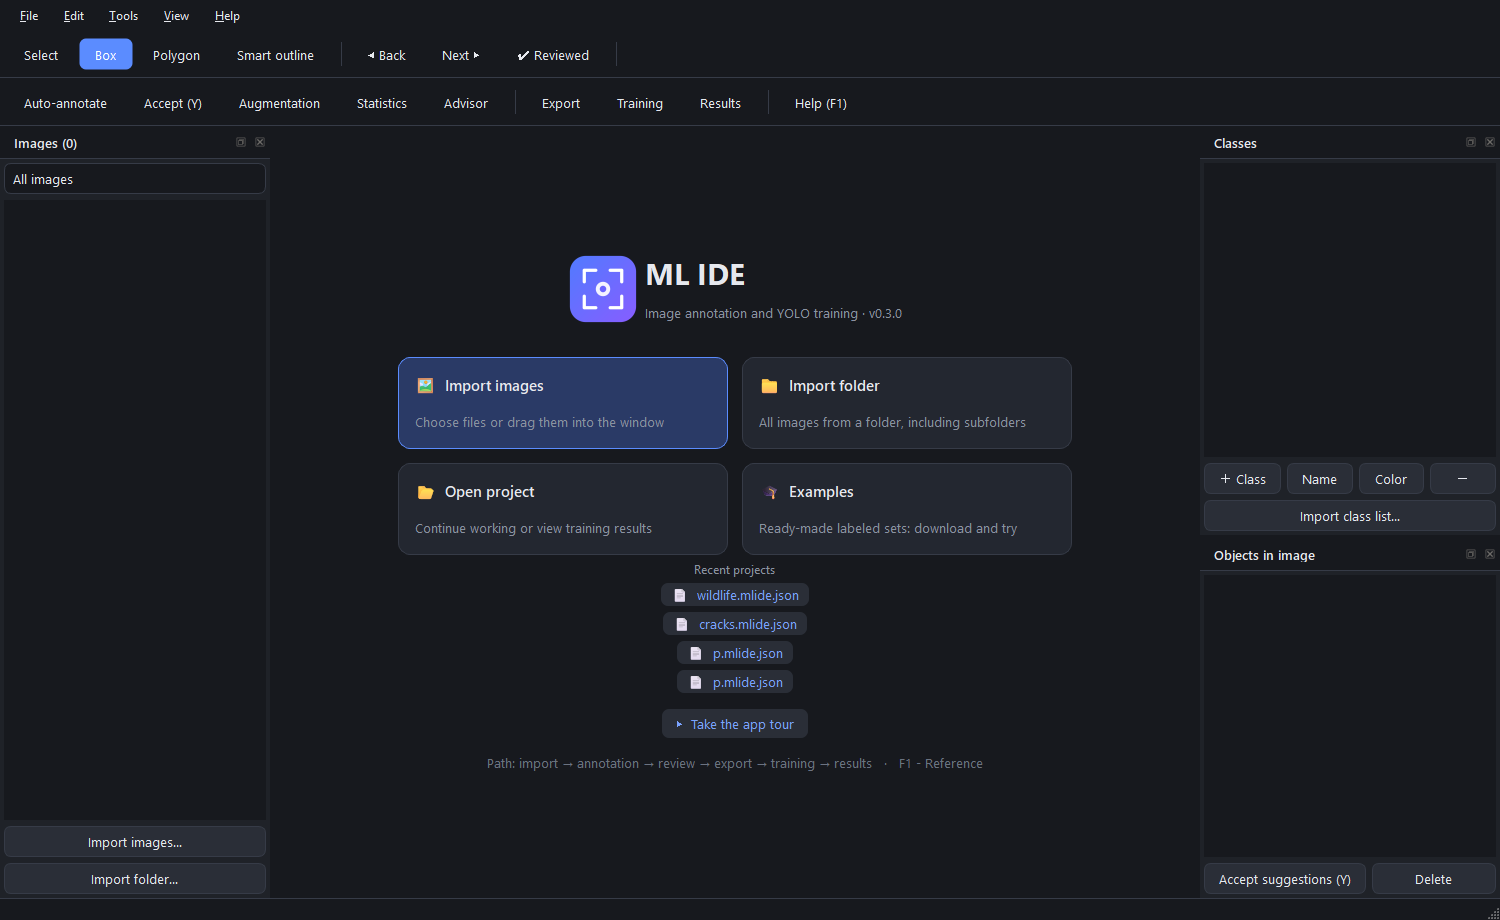 File Edit Tools View Help
Select Box Polygon Smart outline Back Next Reviewed
Auto-annotate Accept (Y) Augmentation Statistics Advisor Export Training Results Help (F1)
Images (0)
All images
Import images...
Import folder...
ML IDE
Image annotation and YOLO training · v0.3.0
Import images
Choose files or drag them into the window
Import folder
All images from a folder, including subfolders
Open project
Continue working or view training results
Examples
Ready-made labeled sets: download and try
Recent projects
wildlife.mlide.json
cracks.mlide.json
p.mlide.json
p.mlide.json
Take the app tour
Path: import → annotation → review → export → training → results · F1 - Reference
Classes
+ Class Name Color −
Import class list...
Objects in image
Accept suggestions (Y) Delete